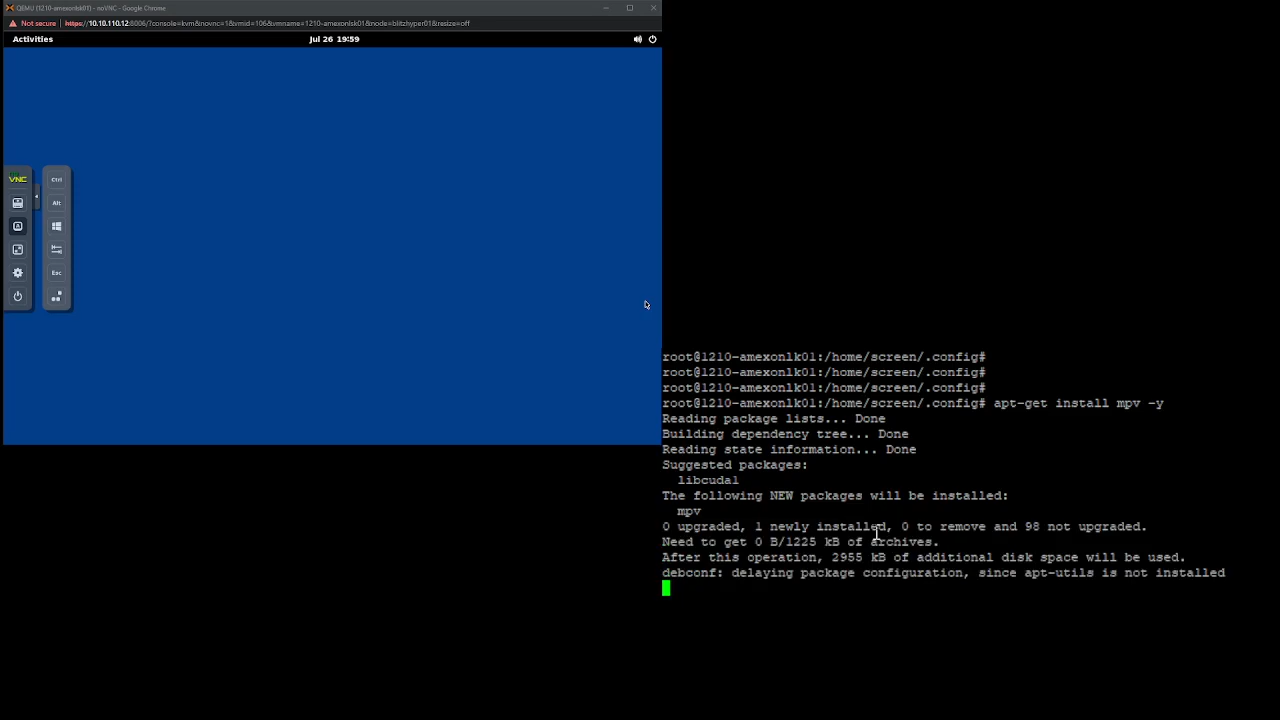 QEMU (1210-amexonlsk01) - noVNC - Google Chrome
Not secure | https://10.10.110.12:8006/?console=kvm&novnc=1&vmid=106&vmname=1210-amexonlsk01&node=blitzhyper01&resize=off
Activities
Jul 26 19:59
VNC
Ctrl
Alt
Esc
root@1210-amexonlk01:/home/screen/.config#
root@1210-amexonlk01:/home/screen/.config#
root@1210-amexonlk01:/home/screen/.config#
root@1210-amexonlk01:/home/screen/.config# apt-get install mpv -y
Reading package lists... Done
Building dependency tree... Done
Reading state information... Done
Suggested packages:
libcuda1
The following NEW packages will be installed:
mpv
0 upgraded, 1 newly installed, 0 to remove and 98 not upgraded.
Need to get 0 B/1225 kB of archives.
After this operation, 2955 kB of additional disk space will be used.
debconf: delaying package configuration, since apt-utils is not installed